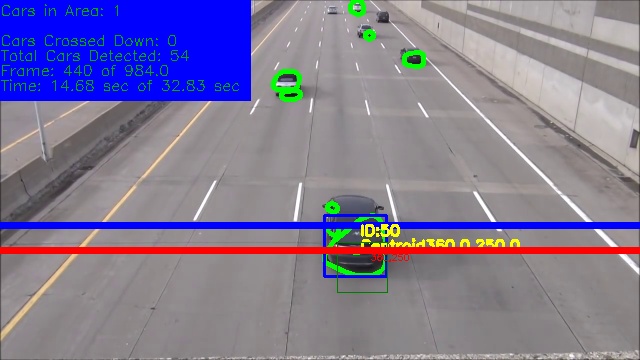 Cars in Area: 1
Cars Crossed Down: 0
Total Cars Detected: 54
Frame: 440 of 984.0
Time: 14.68 sec of 32.83 sec
ID:50
Centroid360.0,250.0